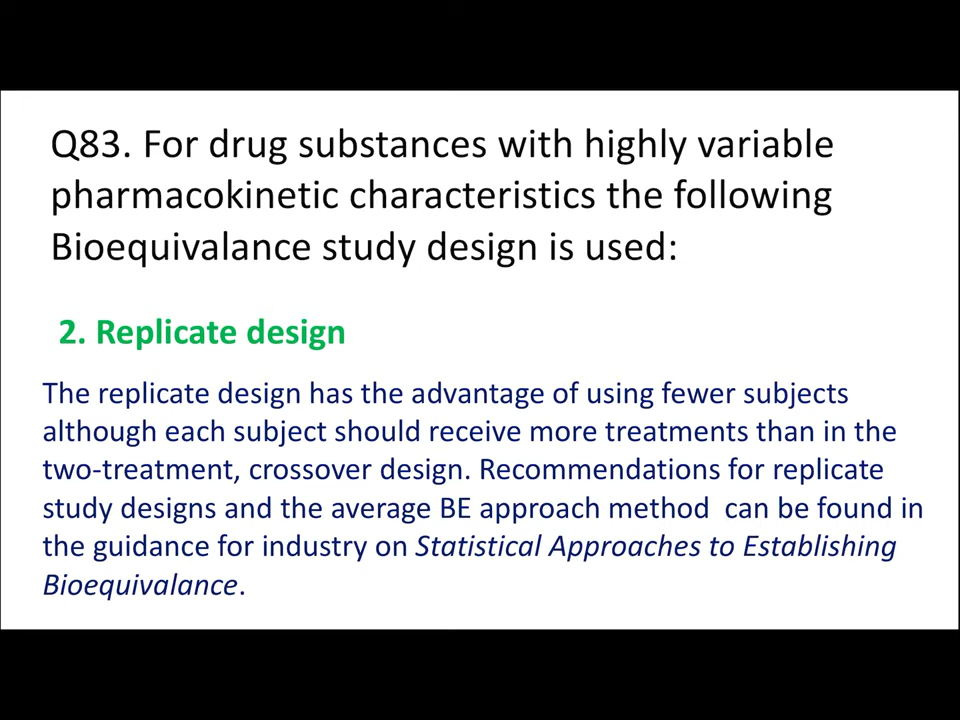 Q83. For drug substances with highly variable
pharmacokinetic characteristics the following
Bioequivalance study design is used:
2. Replicate design
The replicate design has the advantage of using fewer subjects
although each subject should receive more treatments than in the
two-treatment, crossover design. Recommendations for replicate
study designs and the average BE approach method can be found in
the guidance for industry on Statistical Approaches to Establishing
Bioequivalance.